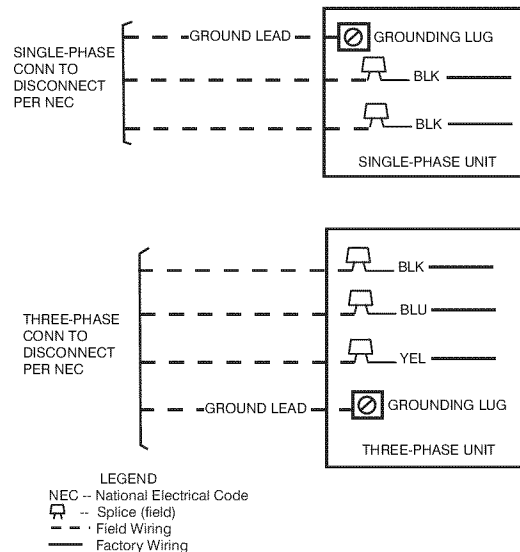 SINGLE-PHASE
CONN TO
DISCONNECT
PER NEC
GROUND LEAD
GROUNDING LUG
BLK
BLK
SINGLE-PHASE UNIT
THREE-PHASE
CONN TO
DISCONNECT
PER NEC
BLK
BLU
YEL
GROUND LEAD
GROUNDING LUG
THREE-PHASE UNIT
LEGEND
NEC -- National Electrical Code
-- Splice (field)
Field Wiring
Factory Wiring